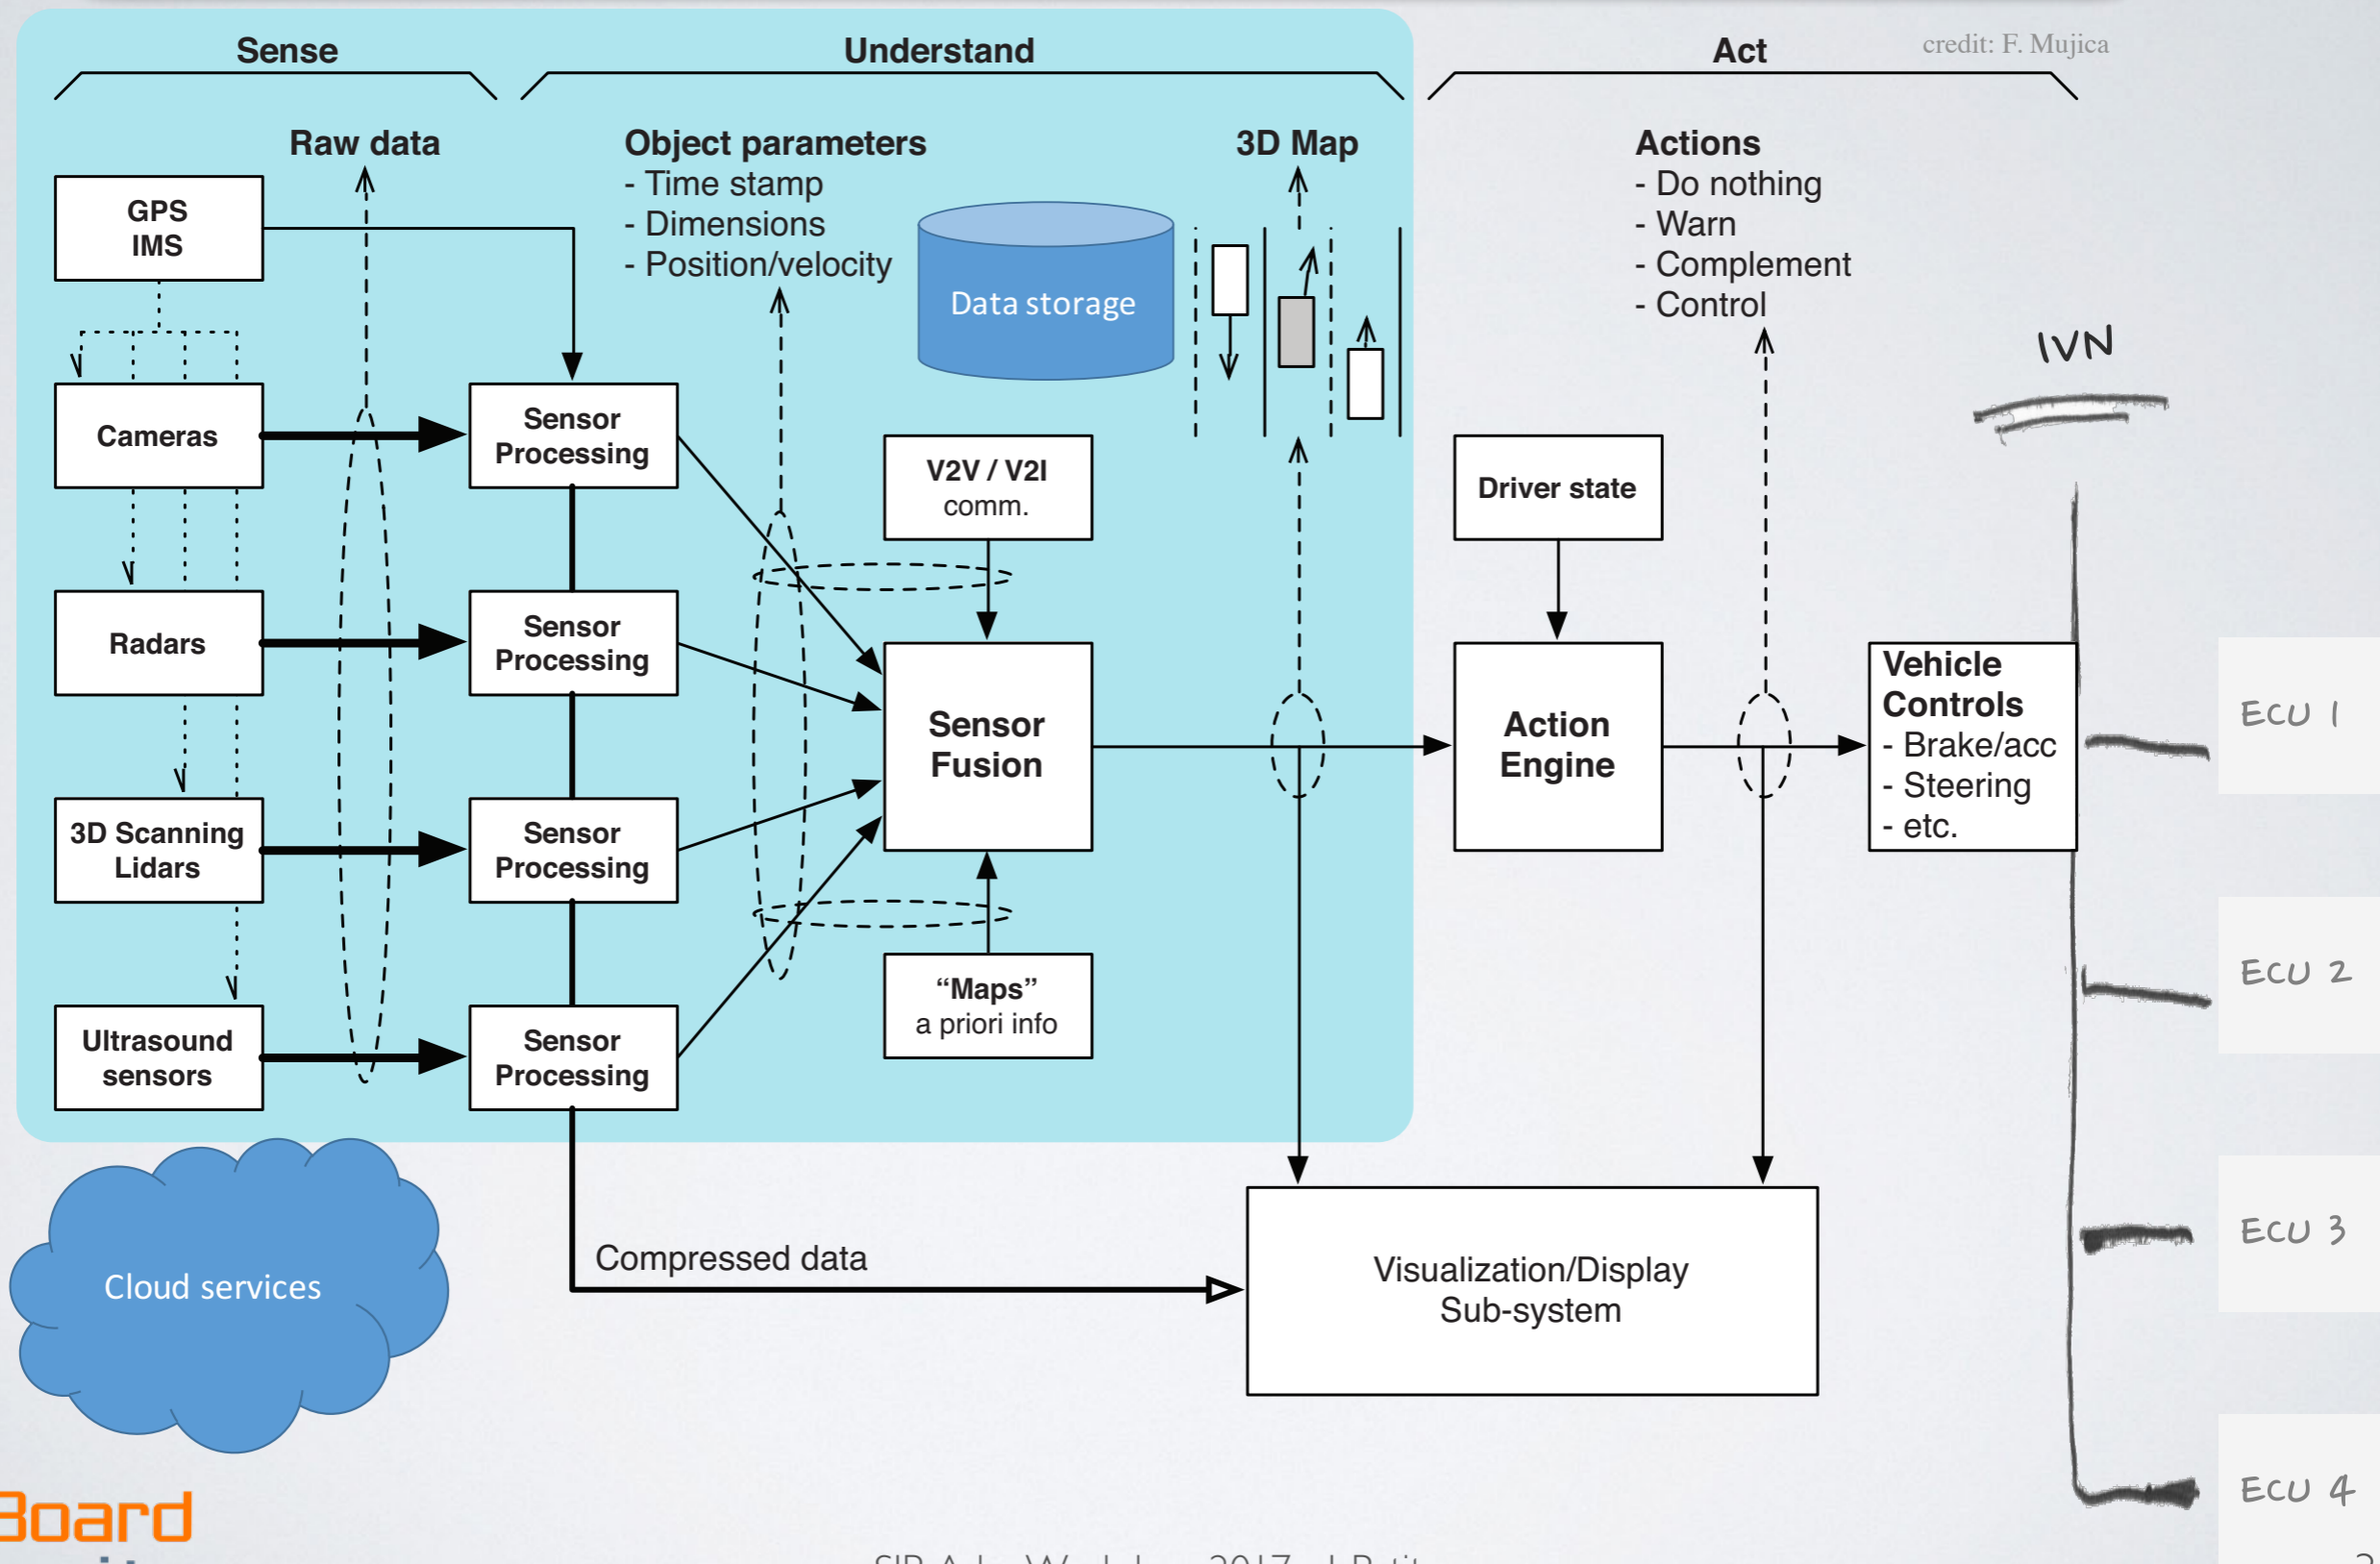 Sense
Understand
Act
credit: F. Mujica
Raw data
Object parameters
- Time stamp
- Dimensions
- Position/velocity
3D Map
Actions
- Do nothing
- Warn
- Complement
- Control
GPS
IMS
Data storage
IVN
Cameras
Sensor
Processing
V2V / V2I
comm.
Driver state
Radars
Sensor
Processing
Sensor
Fusion
Action
Engine
Vehicle
Controls
- Brake/acc
- Steering
- etc.
ECU 1
3D Scanning
Lidars
Sensor
Processing
"Maps"
a priori info
ECU 2
Ultrasound
sensors
Sensor
Processing
Compressed data
Cloud services
Visualization/Display
Sub-system
ECU 3
ECU 4
Board